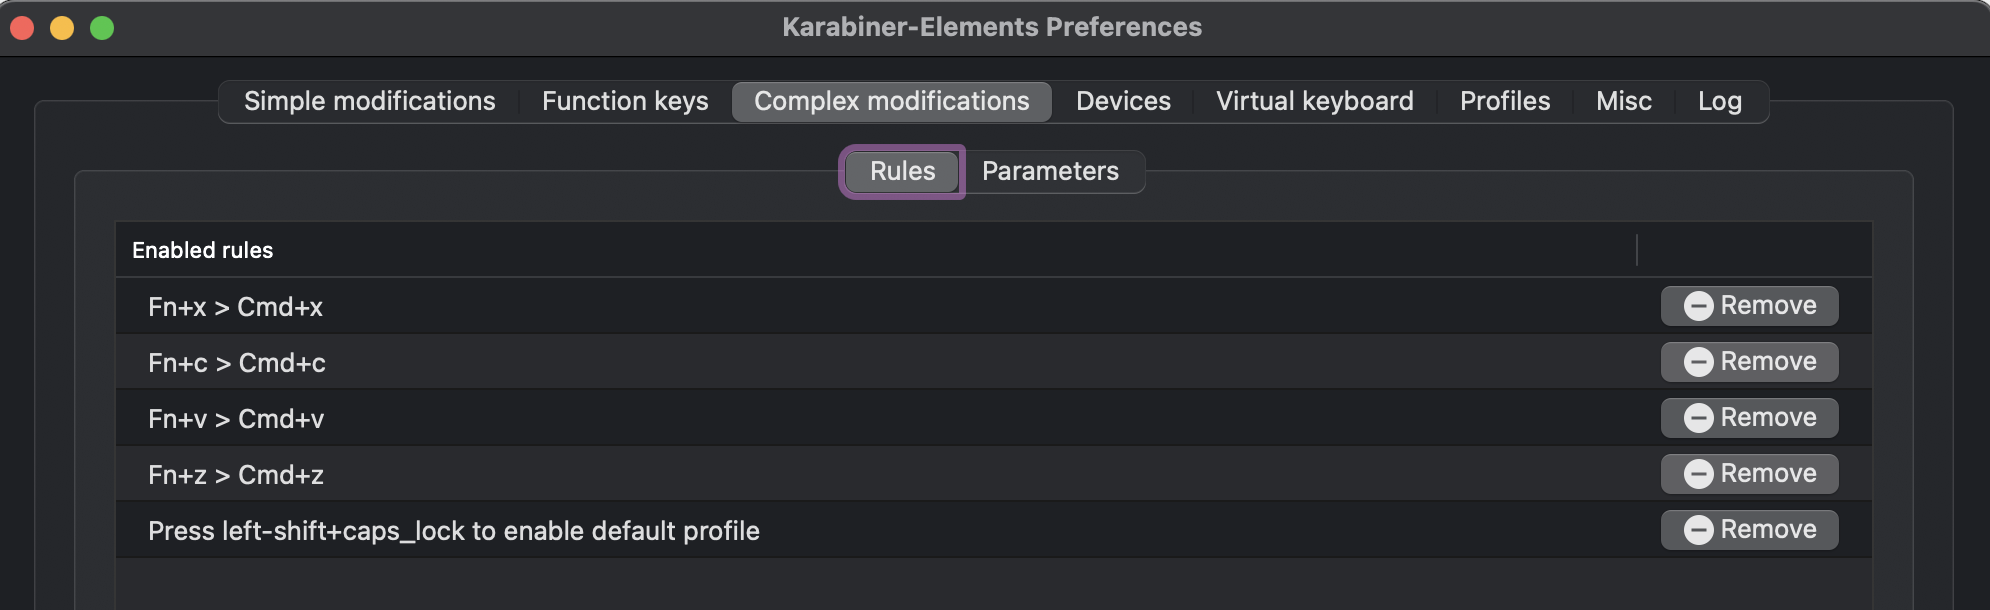 Karabiner-Elements Preferences
Simple modifications Function keys Complex modifications Devices Virtual keyboard Profiles Misc Log
Rules Parameters
Enabled rules
Fn+x > Cmd+x Remove
Fn+c > Cmd+c Remove
Fn+v > Cmd+v Remove
Fn+z > Cmd+z Remove
Press left-shift+caps_lock to enable default profile Remove